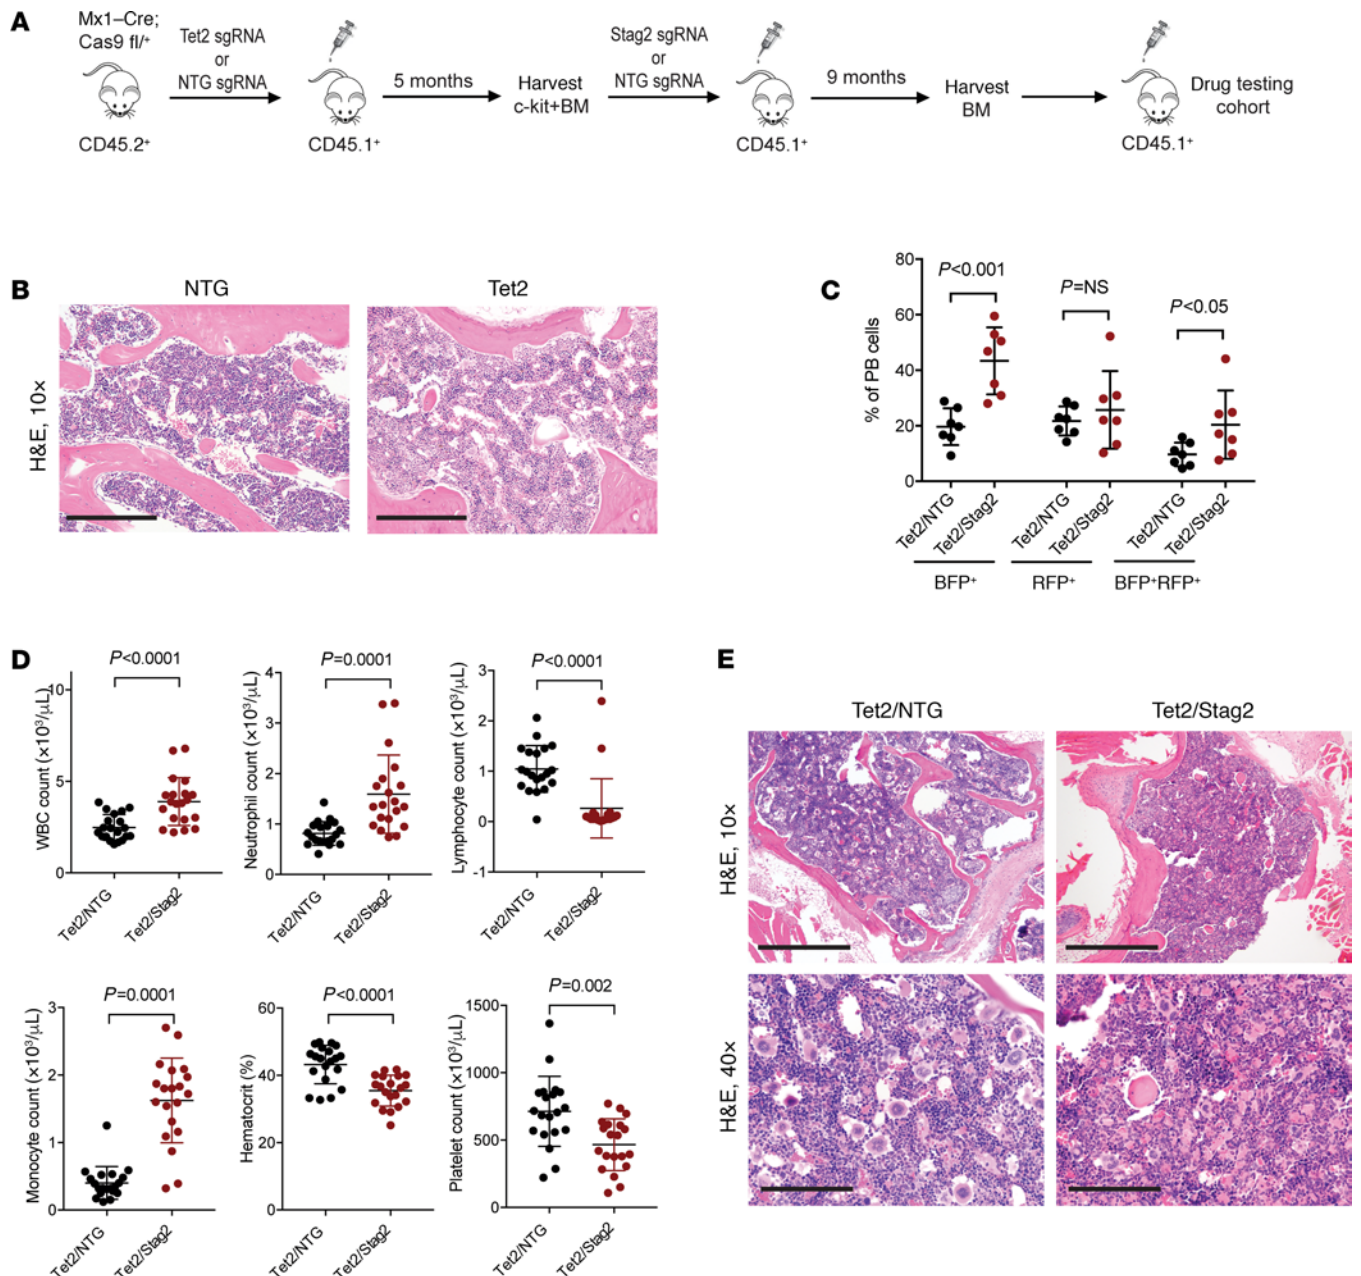 A
Mx1–Cre;
Cas9 fl/+
CD45.2+
Tet2 sgRNA
or
NTG sgRNA
CD45.1+
5 months
Harvest
c-kit+BM
Stag2 sgRNA
or
NTG sgRNA
CD45.1+
9 months
Harvest
BM
CD45.1+
Drug testing
cohort
B
NTG
Tet2
H&E, 10×
C
% of PB cells
80
60
40
20
0
P<0.001
P=NS
P<0.05
Tet2/NTG
Tet2/Stag2
Tet2/NTG
Tet2/Stag2
Tet2/NTG
Tet2/Stag2
BFP+
RFP+
BFP+RFP+
D
WBC count (×10³/μL)
10
5
0
P<0.0001
Tet2/NTG
Tet2/Stag2
Neutrophil count (×10³/μL)
4
3
2
1
0
P=0.0001
Tet2/NTG
Tet2/Stag2
Lymphocyte count (×10³/μL)
3
2
1
0
-1
P<0.0001
Tet2/NTG
Tet2/Stag2
Monocyte count (×10³/μL)
3
2
1
0
P=0.0001
Tet2/NTG
Tet2/Stag2
Hematocrit (%)
60
40
20
0
P<0.0001
Tet2/NTG
Tet2/Stag2
Platelet count (×10³/μL)
1500
1000
500
0
P=0.002
Tet2/NTG
Tet2/Stag2
E
Tet2/NTG
Tet2/Stag2
H&E, 10×
H&E, 40×